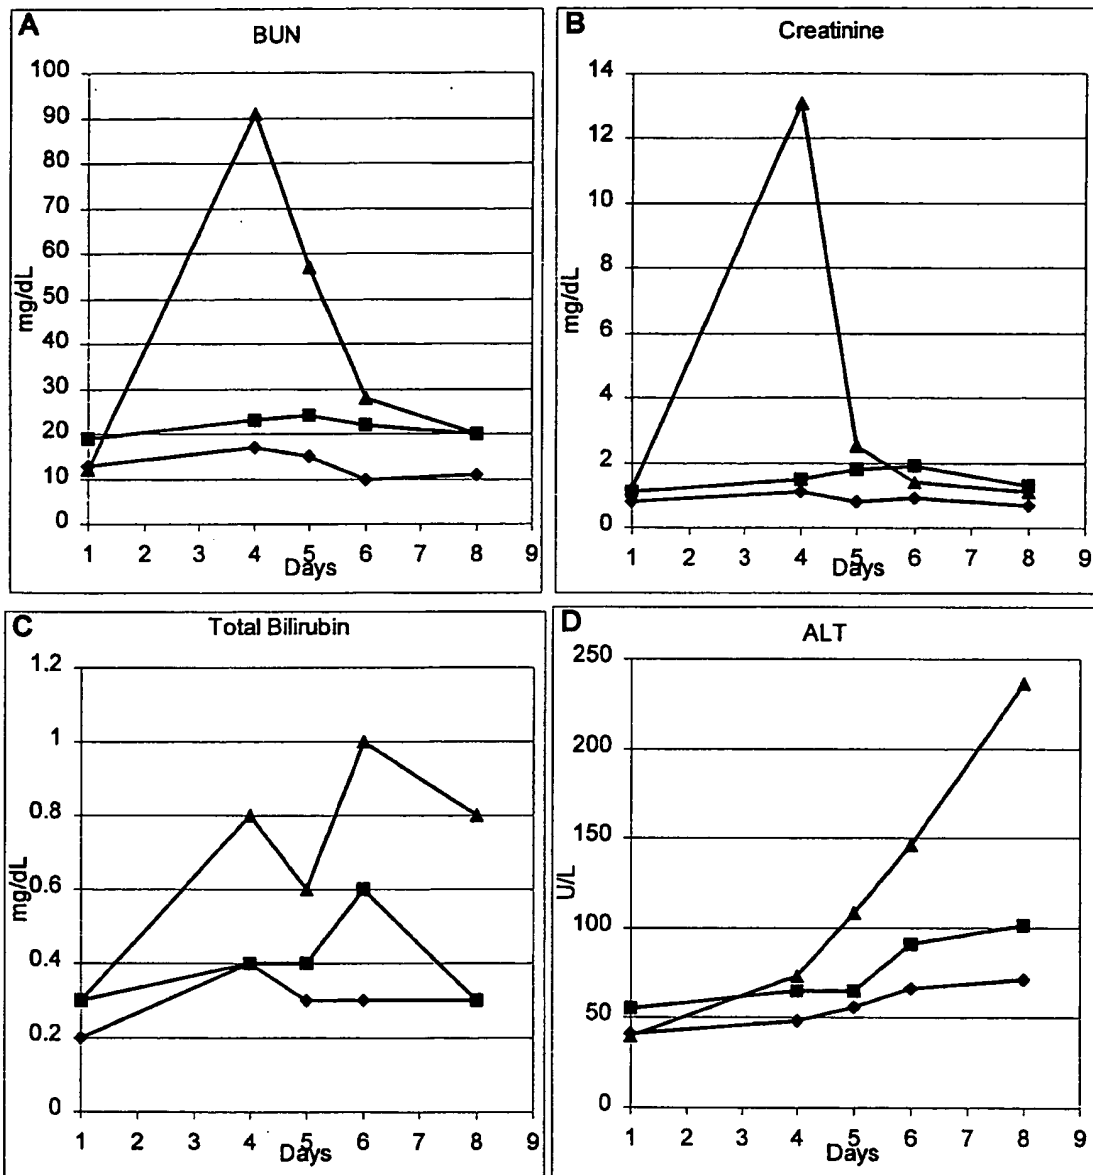 A
BUN
100
90
80
70
60
50
40
30
20
10
0
mg/dL
1 2 3 4 5 6 7 8 9
Days
B
Creatinine
14
12
10
8
6
4
2
0
mg/dL
1 2 3 4 5 6 7 8 9
Days
C
Total Bilirubin
1.2
1
0.8
0.6
0.4
0.2
0
mg/dL
1 2 3 4 5 6 7 8 9
Days
D
ALT
250
200
150
100
50
0
U/L
1 2 3 4 5 6 7 8 9
Days